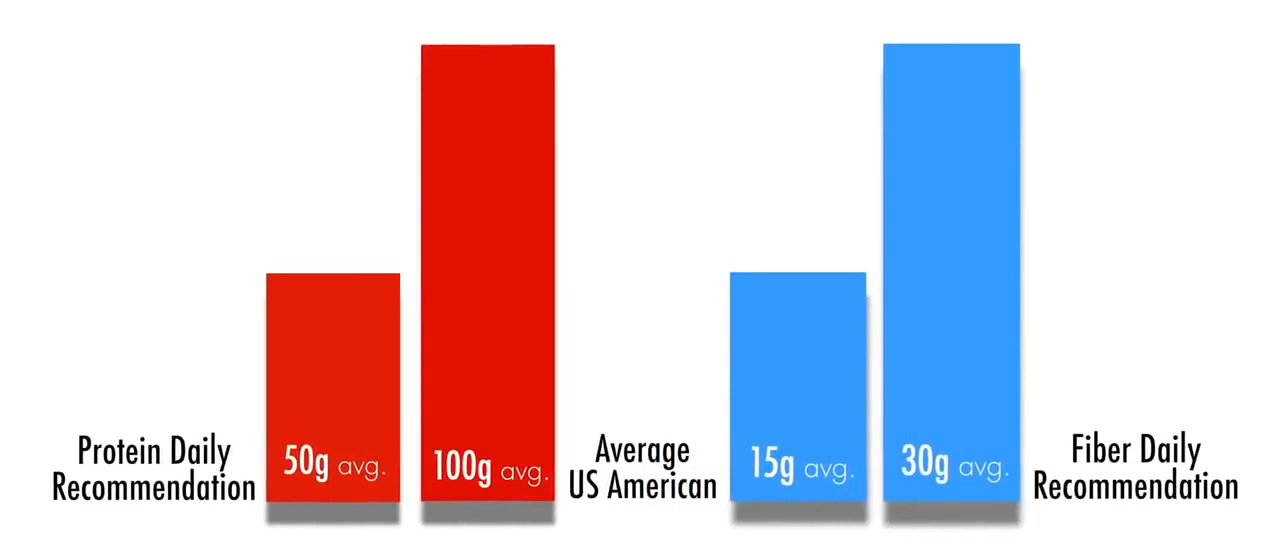 Protein Daily
Recommendation
50g avg.
100g avg.
Average
US American
15g avg.
30g avg.
Fiber Daily
Recommendation